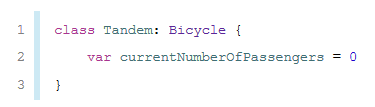 1 class Tandem: Bicycle {
2     var currentNumberOfPassengers = 0
3 }